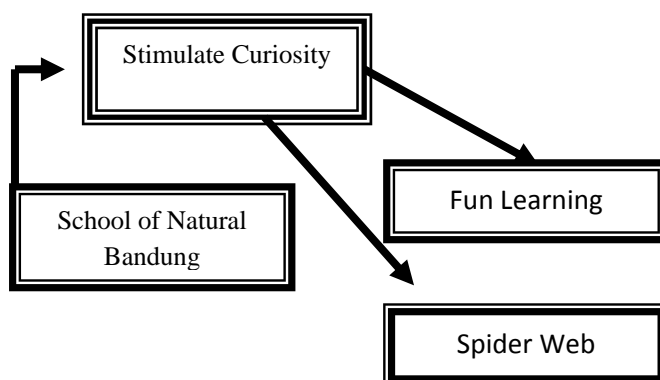 Stimulate Curiosity
Fun Learning
School of Natural
Bandung
Spider Web